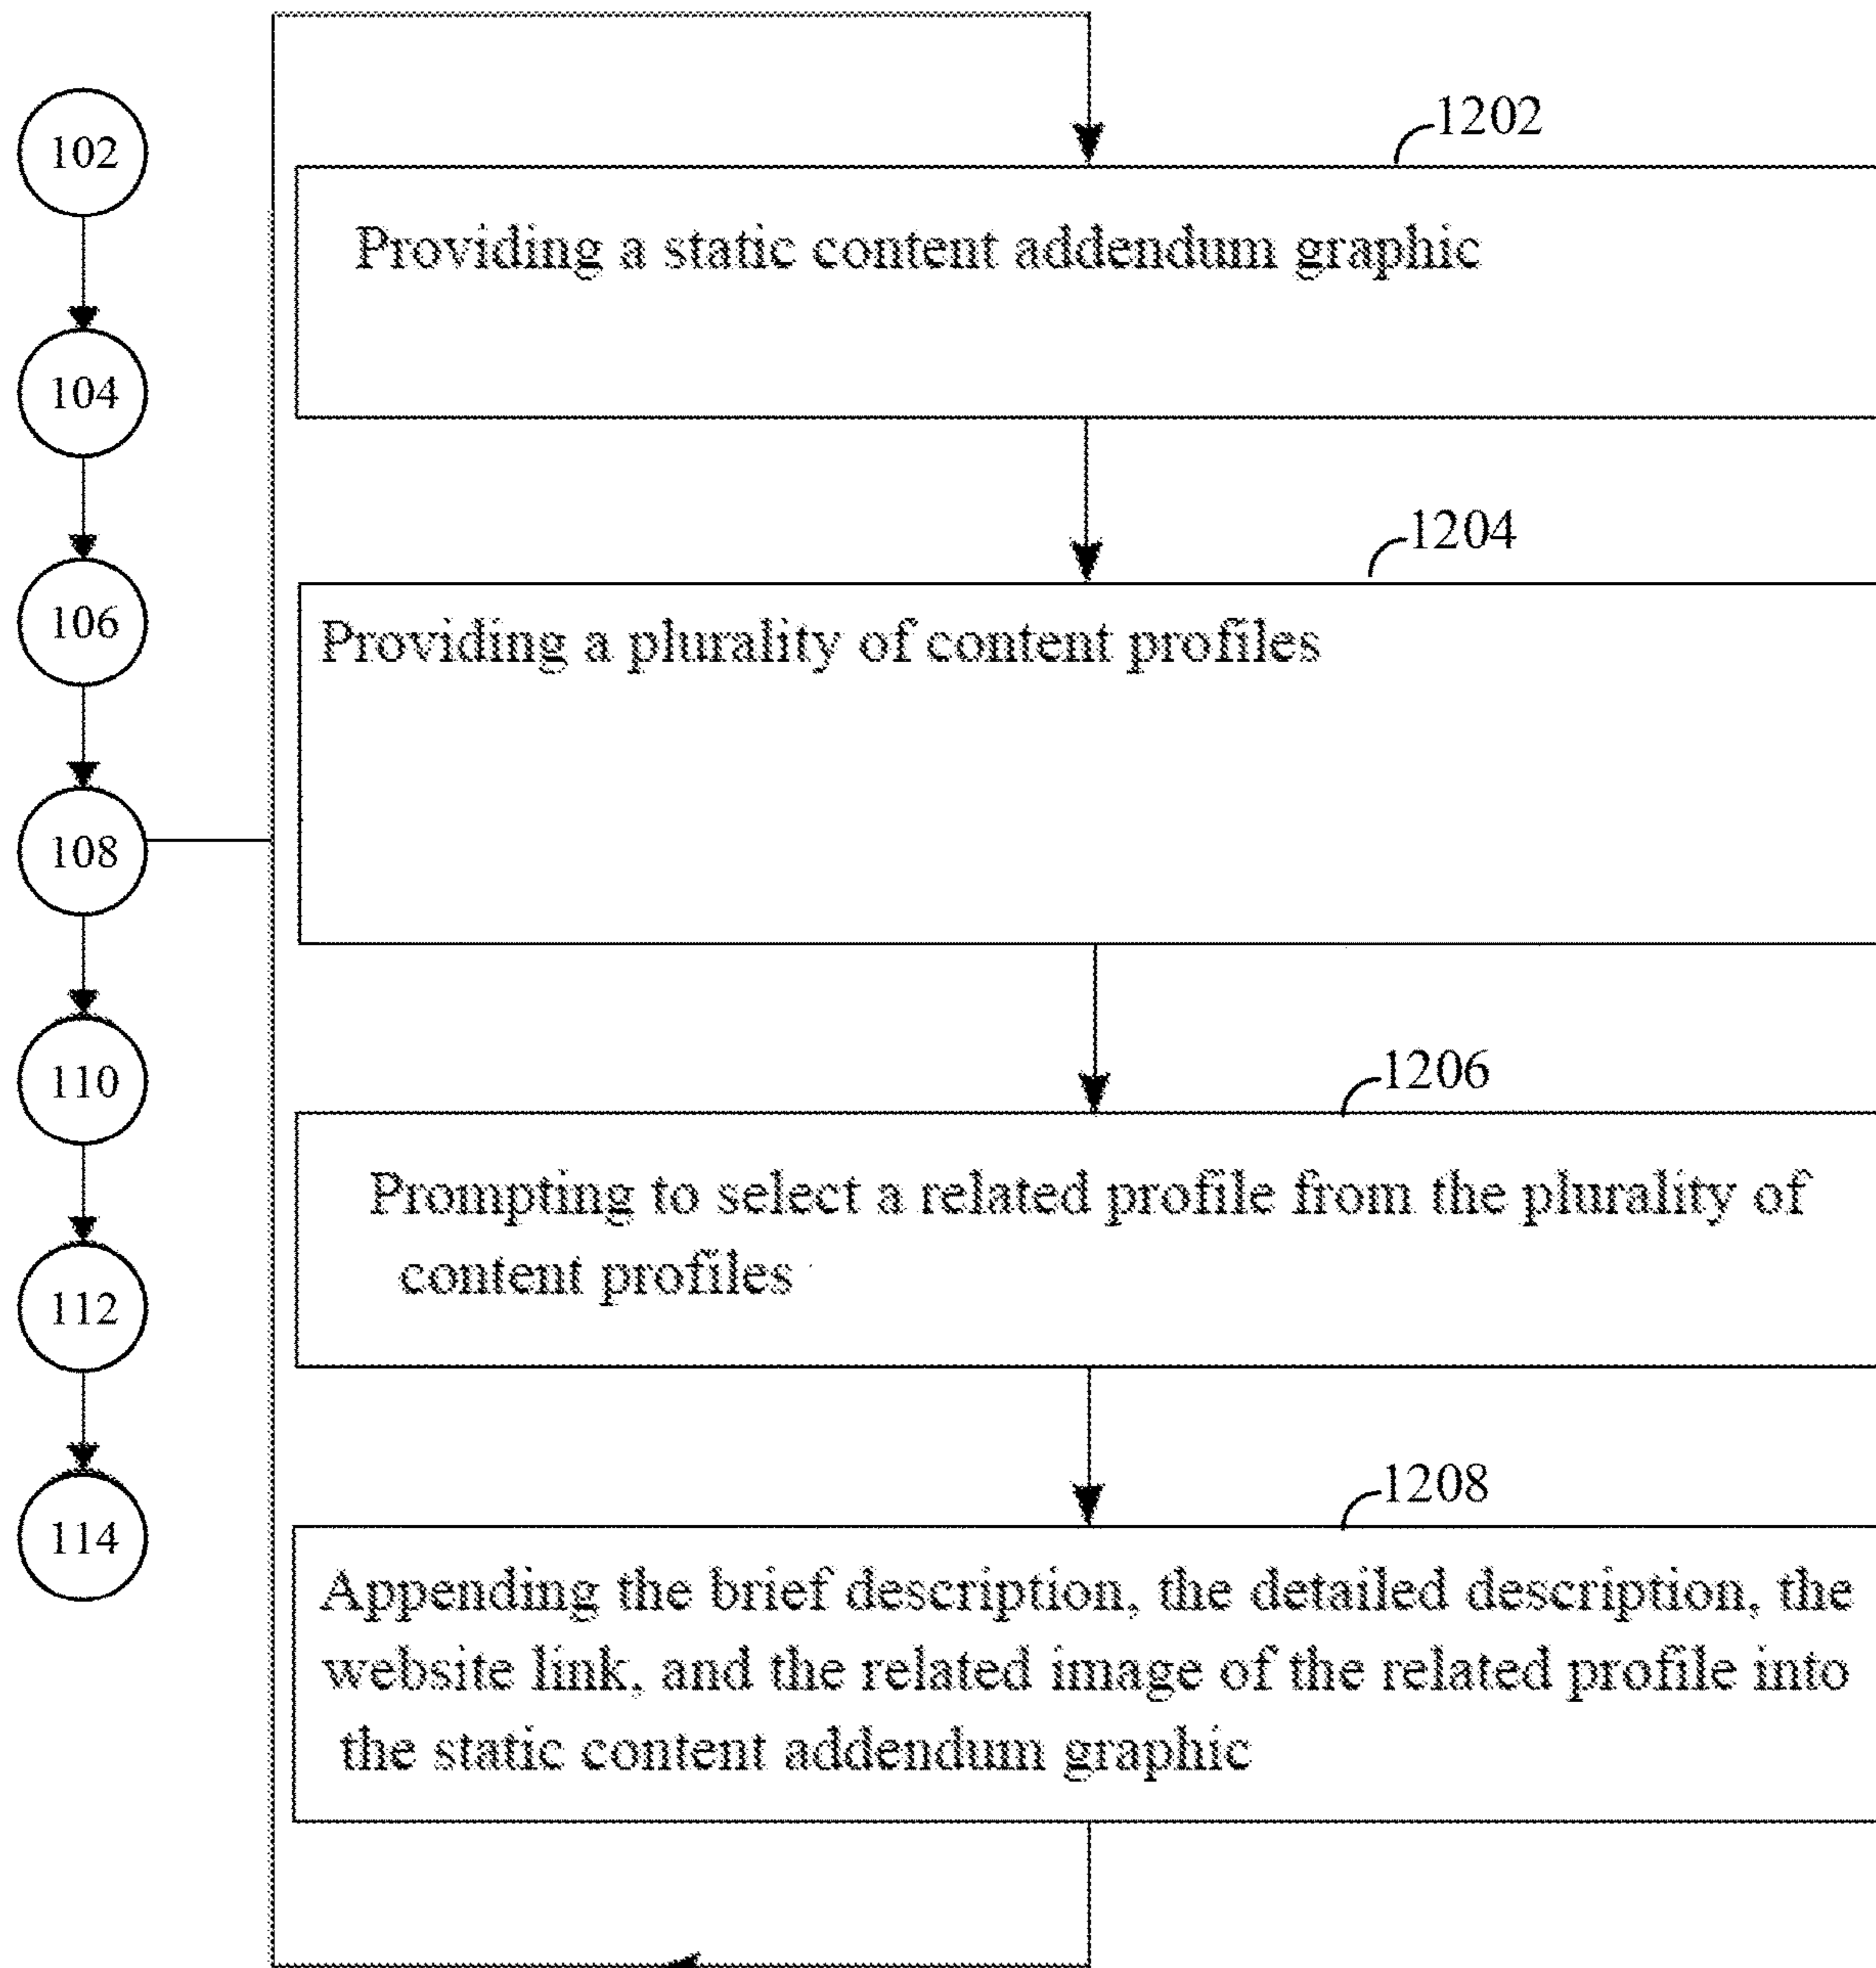 102
104
106
108
110
112
114
1202
Providing a static content addendum graphic
1204
Providing a plurality of content profiles
1206
Prompting to select a related profile from the plurality of
content profiles
1208
Appending the brief description, the detailed description, the
website link, and the related image of the related profile into
the static content addendum graphic